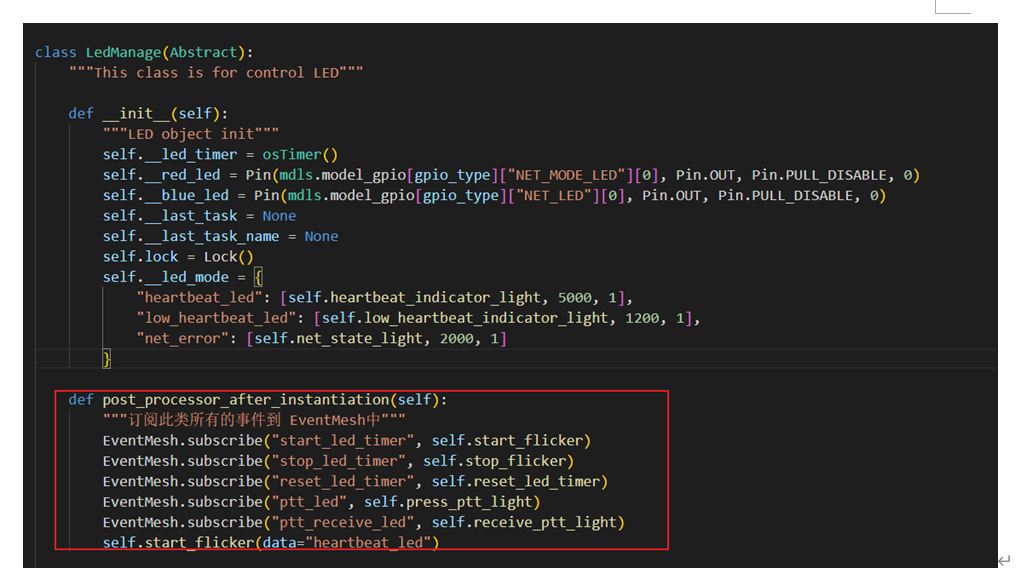 class LedManage(Abstract):
    """This class is for control LED"""
    def __init__(self):
        """LED object init"""
        self.__led_timer = osTimer()
        self.__red_led = Pin(mdls.model_gpio[gpio_type]["NET_MODE_LED"][0], Pin.OUT, Pin.PULL_DISABLE, 0)
        self.__blue_led = Pin(mdls.model_gpio[gpio_type]["NET_LED"][0], Pin.OUT, Pin.PULL_DISABLE, 0)
        self.__last_task = None
        self.__last_task_name = None
        self.lock = Lock()
        self.__led_mode = {
            "heartbeat_led": [self.heartbeat_indicator_light, 5000, 1],
            "low_heartbeat_led": [self.low_heartbeat_indicator_light, 1200, 1],
            "net_error": [self.net_state_light, 2000, 1]
        }
    def post_processor_after_instantiation(self):
        """订阅此类所有的事件到 EventMesh中"""
        EventMesh.subscribe("start_led_timer", self.start_flicker)
        EventMesh.subscribe("stop_led_timer", self.stop_flicker)
        EventMesh.subscribe("reset_led_timer", self.reset_led_timer)
        EventMesh.subscribe("ptt_led", self.press_ptt_light)
        EventMesh.subscribe("ptt_receive_led", self.receive_ptt_light)
        self.start_flicker(data="heartbeat_led")